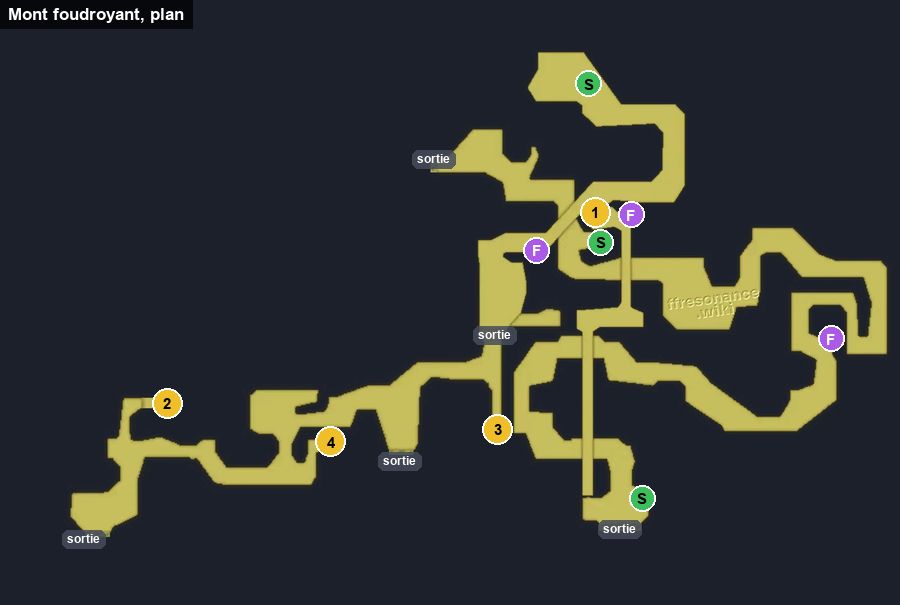 Mont foudroyant, plan
S
sortie
1
F
S
F
ffresonance
.wiki
sortie
F
2
3
4
sortie
S
sortie
sortie